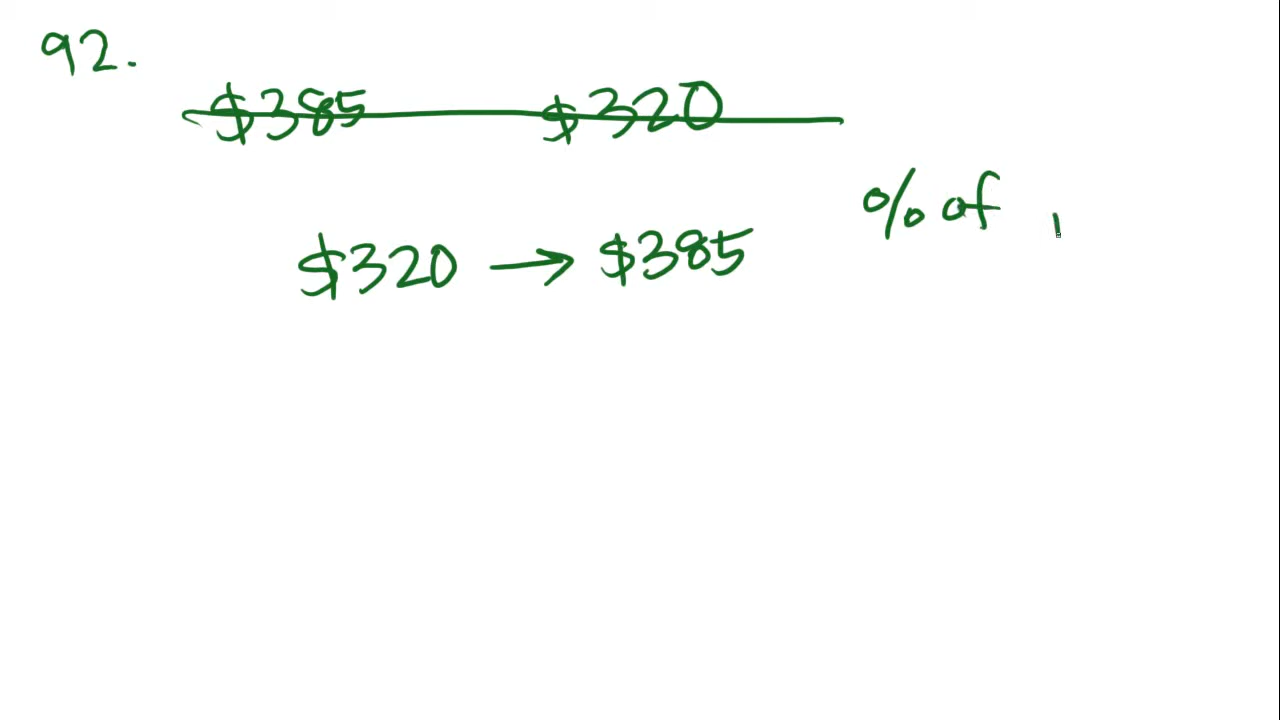 92.
$385 $320
% of
$320 → $385